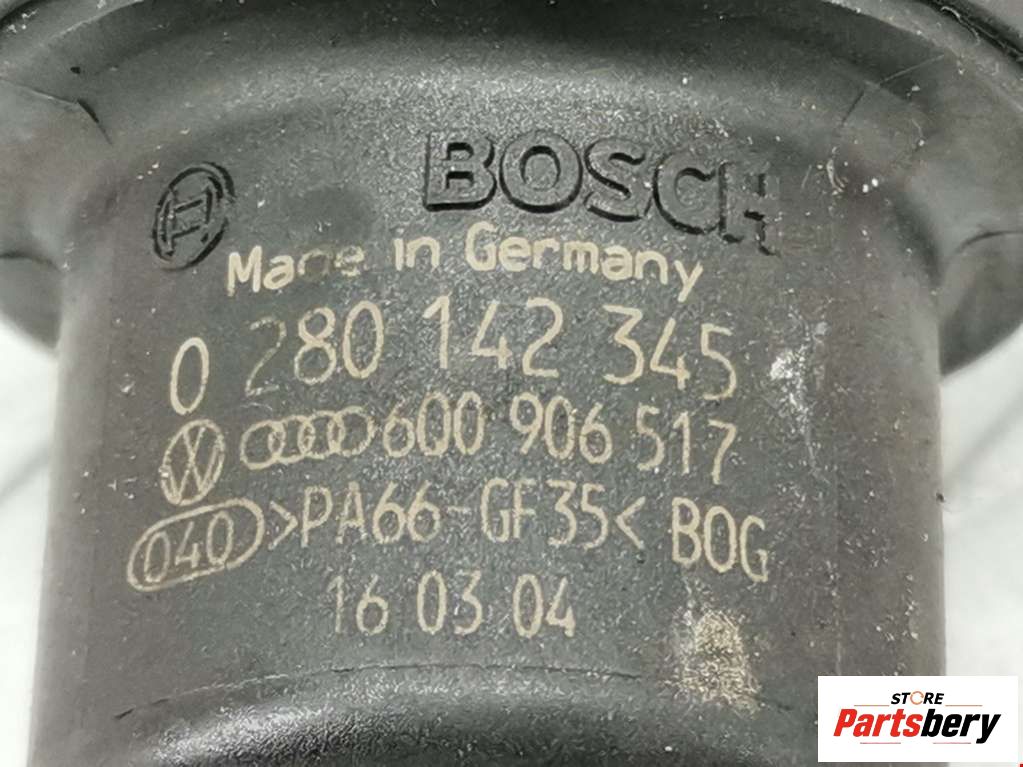 BOSCH
Made in Germany
0 280 142 345
600 906 517
040 >PA66-GF35< BOG
16 03 04
STORE
Partsbery